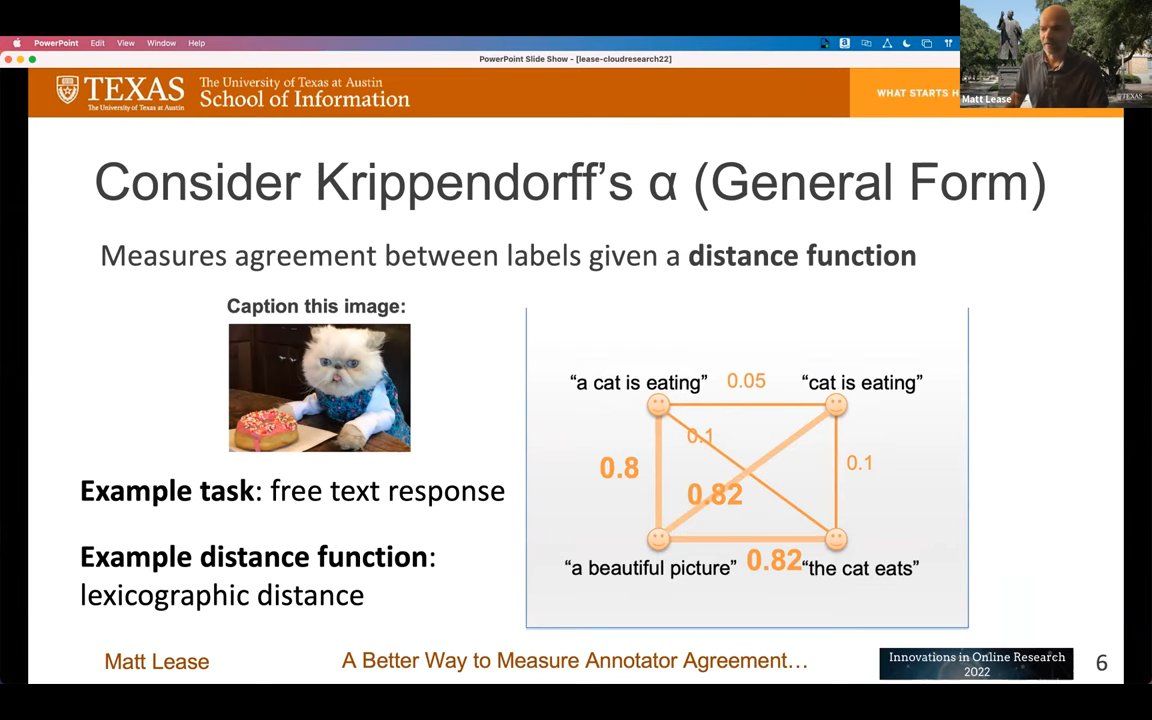 PowerPoint Edit View Window Help
PowerPoint Slide Show - [lease-cloudresearch22]
TEXAS
The University of Texas at Austin
The University of Texas at Austin
School of Information
WHAT STARTS H
Matt Lease
TEXAS
Consider Krippendorff’s α (General Form)
Measures agreement between labels given a distance function
Caption this image:
“a cat is eating” 0.05 “cat is eating”
0.1
0.8
0.1
0.82
“a beautiful picture” 0.82 “the cat eats”
Example task: free text response
Example distance function:
lexicographic distance
Matt Lease
A Better Way to Measure Annotator Agreement…
Innovations in Online Research
2022
6